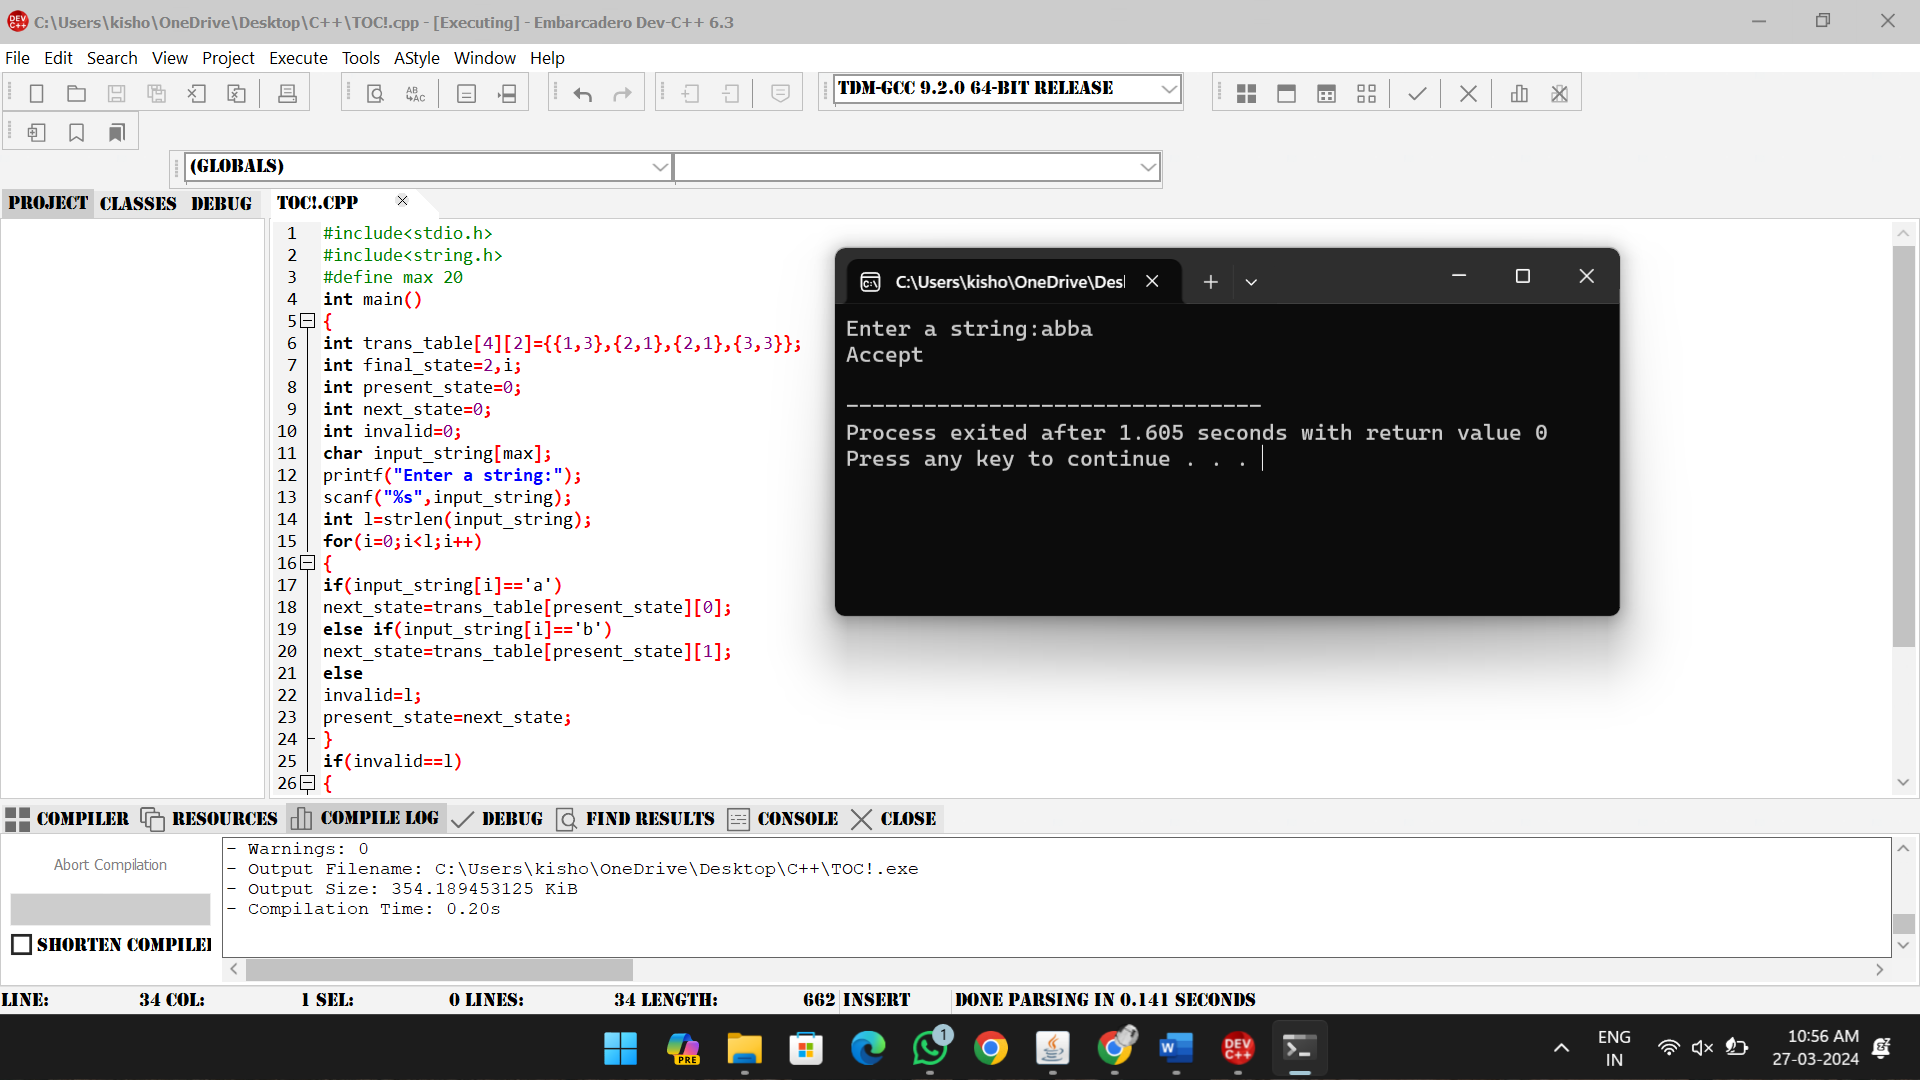 C:\Users\kisho\OneDrive\Desktop\C++\TOC!.cpp - [Executing] - Embarcadero Dev-C++ 6.3
File Edit Search View Project Execute Tools AStyle Window Help
TDM-GCC 9.2.0 64-BIT RELEASE
(GLOBALS)
PROJECT CLASSES DEBUG TOC!.CPP
1 #include<stdio.h>
2 #include<string.h>
3 #define max 20
4 int main()
5 {
6 int trans_table[4][2]={{1,3},{2,1},{2,1},{3,3}};
7 int final_state=2,i;
8 int present_state=0;
9 int next_state=0;
10 int invalid=0;
11 char input_string[max];
12 printf("Enter a string:");
13 scanf("%s",input_string);
14 int l=strlen(input_string);
15 for(i=0;i<l;i++)
16 {
17 if(input_string[i]=='a')
18 next_state=trans_table[present_state][0];
19 else if(input_string[i]=='b')
20 next_state=trans_table[present_state][1];
21 else
22 invalid=l;
23 present_state=next_state;
24 }
25 if(invalid==l)
26 {
C:\Users\kisho\OneDrive\Des
Enter a string:abba
Accept
--------------------------------
Process exited after 1.605 seconds with return value 0
Press any key to continue . . .
COMPILER RESOURCES COMPILE LOG DEBUG FIND RESULTS CONSOLE CLOSE
Abort Compilation
SHORTEN COMPILER
- Warnings: 0
- Output Filename: C:\Users\kisho\OneDrive\Desktop\C++\TOC!.exe
- Output Size: 354.189453125 KiB
- Compilation Time: 0.20s
LINE: 34 COL: 1 SEL: 0 LINES: 34 LENGTH: 662 INSERT DONE PARSING IN 0.141 SECONDS
PRE
1
W
DEV C++
ENG
IN
10:56 AM
27-03-2024